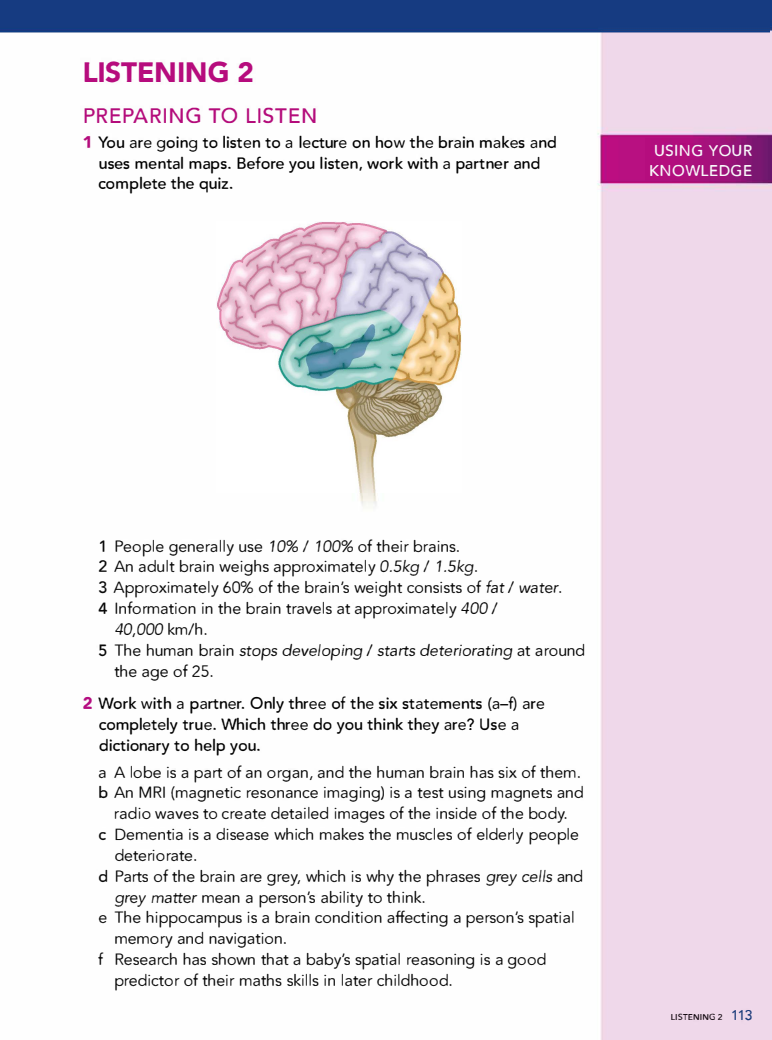 LISTENING 2
PREPARING TO LISTEN
1 You are going to listen to a lecture on how the brain makes and
uses mental maps. Before you listen, work with a partner and
complete the quiz.
USING YOUR
KNOWLEDGE
1 People generally use 10% / 100% of their brains.
2 An adult brain weighs approximately 0.5kg / 1.5kg.
3 Approximately 60% of the brain's weight consists of fat / water.
4 Information in the brain travels at approximately 400 /
40,000 km/h.
5 The human brain stops developing / starts deteriorating at around
the age of 25.
2 Work with a partner. Only three of the six statements (a–f) are
completely true. Which three do you think they are? Use a
dictionary to help you.
a A lobe is a part of an organ, and the human brain has six of them.
b An MRI (magnetic resonance imaging) is a test using magnets and
radio waves to create detailed images of the inside of the body.
c Dementia is a disease which makes the muscles of elderly people
deteriorate.
d Parts of the brain are grey, which is why the phrases grey cells and
grey matter mean a person's ability to think.
e The hippocampus is a brain condition affecting a person's spatial
memory and navigation.
f Research has shown that a baby's spatial reasoning is a good
predictor of their maths skills in later childhood.
LISTENING 2 113